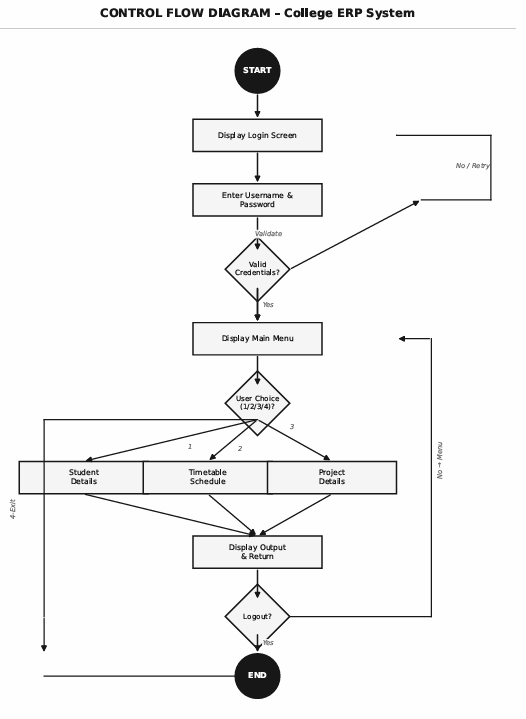 CONTROL FLOW DIAGRAM – College ERP System
START
Display Login Screen
No / Retry
Enter Username &
Password
Validate
Valid
Credentials?
Yes
Display Main Menu
User Choice
(1/2/3/4)?
1
2
3
Student
Details
Timetable
Schedule
Project
Details
No → Menu
4-Exit
Display Output
& Return
Logout?
Yes
END